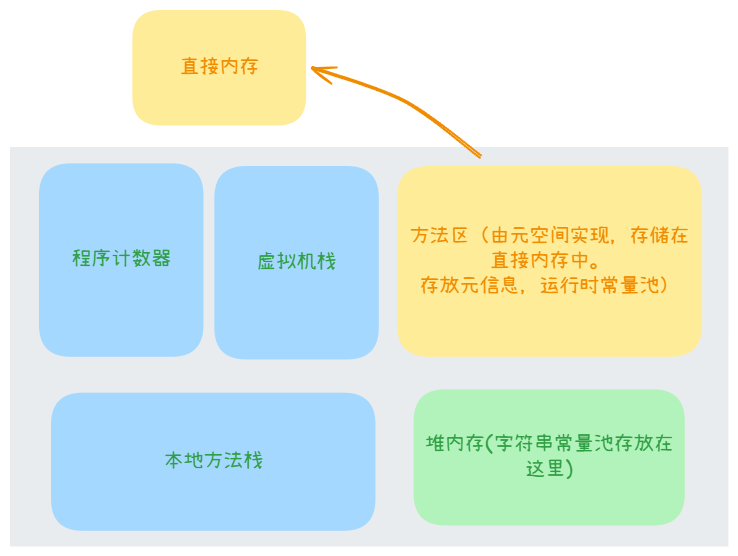 直接内存
程序计数器
虚拟机栈
方法区（由元空间实现，存储在
直接内存中。
存放元信息，运行时常量池）
本地方法栈
堆内存(字符串常量池存放在
这里)